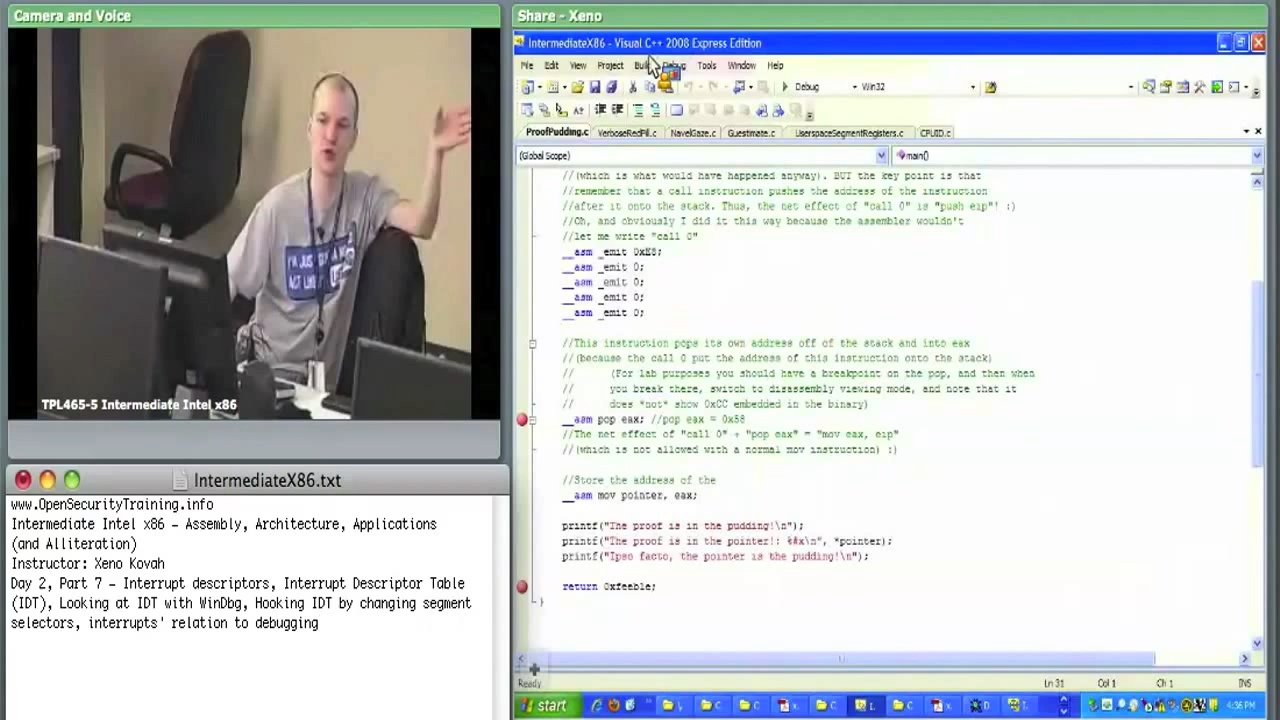 Camera and Voice
TPL465-5 Intermediate Intel x86
IntermediateX86.txt
www.OpenSecurityTraining.info
Intermediate Intel x86 – Assembly, Architecture, Applications
(and Alliteration)
Instructor: Xeno Kovah
Day 2, Part 7 – Interrupt descriptors, Interrupt Descriptor Table
(IDT), Looking at IDT with WinDbg, Hooking IDT by changing segment
selectors, interrupts' relation to debugging
Share - Xeno
IntermediateX86 - Visual C++ 2008 Express Edition
File Edit View Project Build Debug Tools Window Help
Debug Win32
ProofPudding.c VerboseRedPill.c NavelGaze.c Guestimate.c UserspaceSegmentRegisters.c CPUID.c
(Global Scope) main()
//(which is what would have happened anyway). BUT the key point is that
//remember that a call instruction pushes the address of the instruction
//after it onto the stack. Thus, the net effect of "call 0" is "push eip"! :)
//Oh, and obviously I did it this way because the assembler wouldn't
//let me write "call 0"
__asm _emit 0xE8;
__asm _emit 0;
__asm _emit 0;
__asm _emit 0;
__asm _emit 0;
//This instruction pops its own address off of the stack and into eax
//(because the call 0 put the address of this instruction onto the stack)
// (For lab purposes you should have a breakpoint on the pop, and then when
// you break there, switch to disassembly viewing mode, and note that it
// does *not* show 0xCC embedded in the binary)
__asm pop eax; //pop eax = 0x58
//The net effect of "call 0" + "pop eax" = "mov eax, eip"
//(which is not allowed with a normal mov instruction) :)
//Store the address of the
__asm mov pointer, eax;
printf("The proof is in the pudding!\n");
printf("The proof is in the pointer!: %#x\n", *pointer);
printf("Ipso facto, the pointer is the pudding!\n");
return 0xfeeble;
}
Ready Ln 31 Col 1 Ch 1 INS
start 4:36 PM